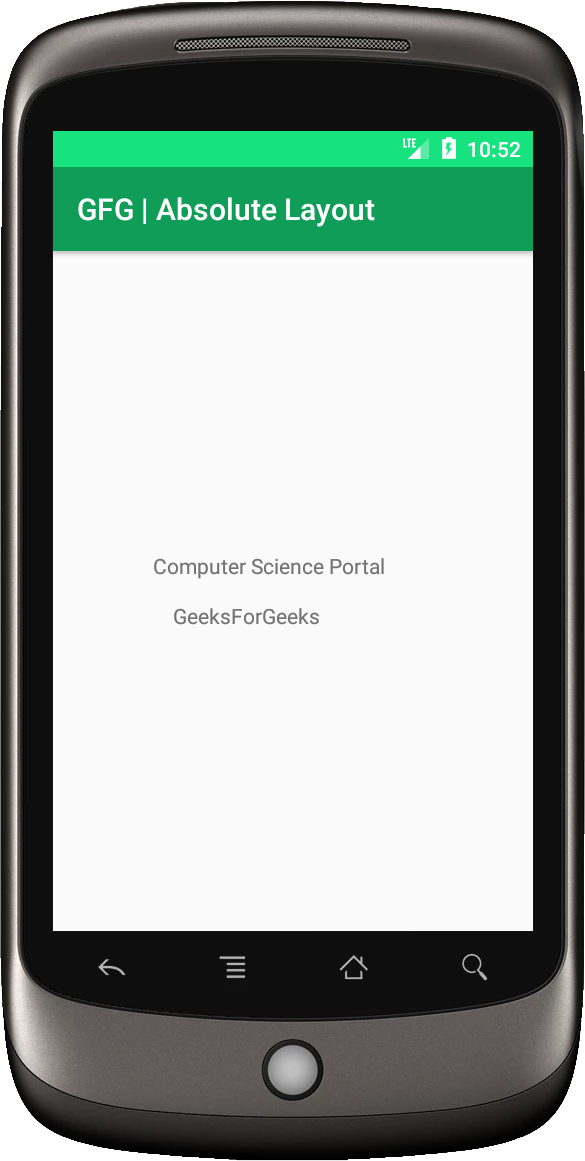 LTE 10:52
GFG | Absolute Layout
Computer Science Portal
GeeksForGeeks